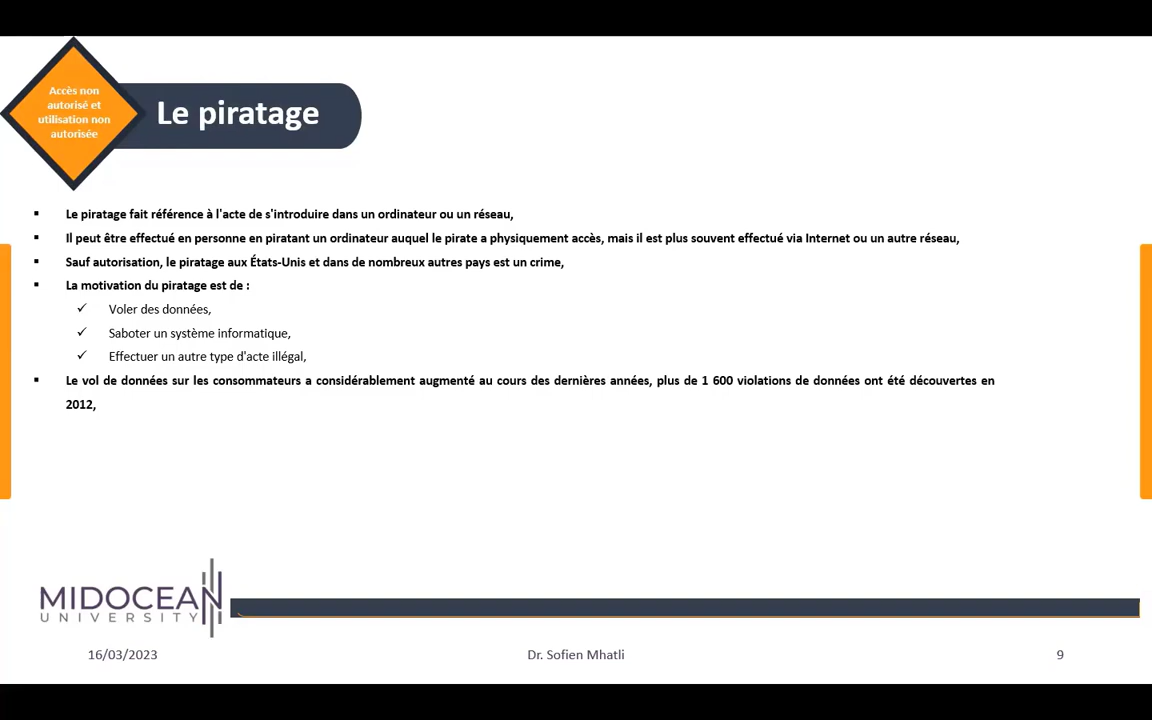 Accès non
autorisé et
utilisation non
autorisée
Le piratage
▪ Le piratage fait référence à l'acte de s'introduire dans un ordinateur ou un réseau,
▪ Il peut être effectué en personne en piratant un ordinateur auquel le pirate a physiquement accès, mais il est plus souvent effectué via Internet ou un autre réseau,
▪ Sauf autorisation, le piratage aux États-Unis et dans de nombreux autres pays est un crime,
▪ La motivation du piratage est de :
✓ Voler des données,
✓ Saboter un système informatique,
✓ Effectuer un autre type d'acte illégal,
▪ Le vol de données sur les consommateurs a considérablement augmenté au cours des dernières années, plus de 1 600 violations de données ont été découvertes en
2012,
MIDOCEAN
UNIVERSITY
16/03/2023
Dr. Sofien Mhatli
9